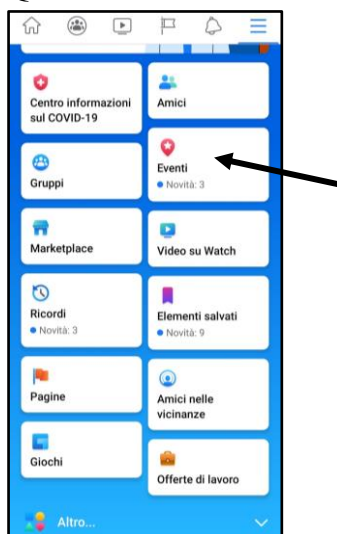 Centro informazioni
sul COVID-19
Amici
Gruppi
Eventi
Novità: 3
Marketplace
Video su Watch
Ricordi
Novità: 3
Elementi salvati
Novità: 9
Pagine
Amici nelle
vicinanze
Giochi
Offerte di lavoro
Altro...